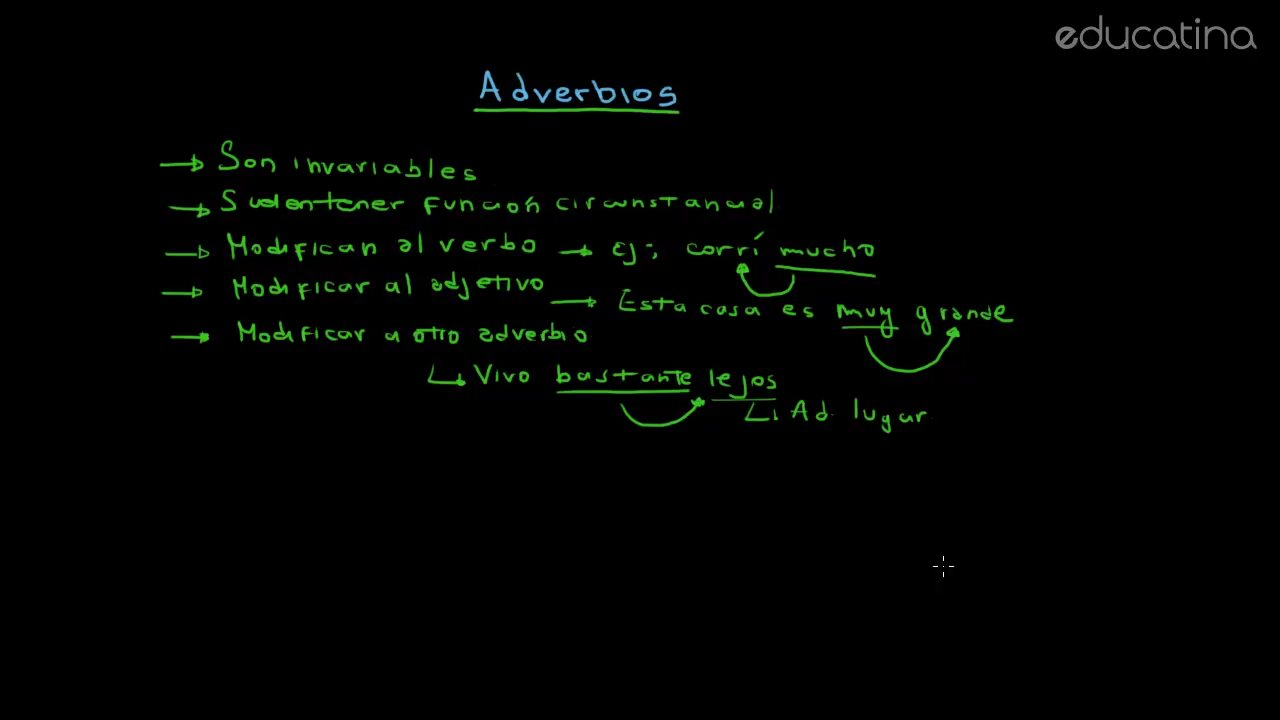 educatina
Adverbios
→ Son invariables
→ Suelen tener función circunstancial
→ Modifican al verbo → Ej: corrí mucho
→ Modificar al adjetivo → Esta casa es muy grande
→ Modificar a otro adverbio
↳ Vivo bastante lejos
↳ Ad. lugar